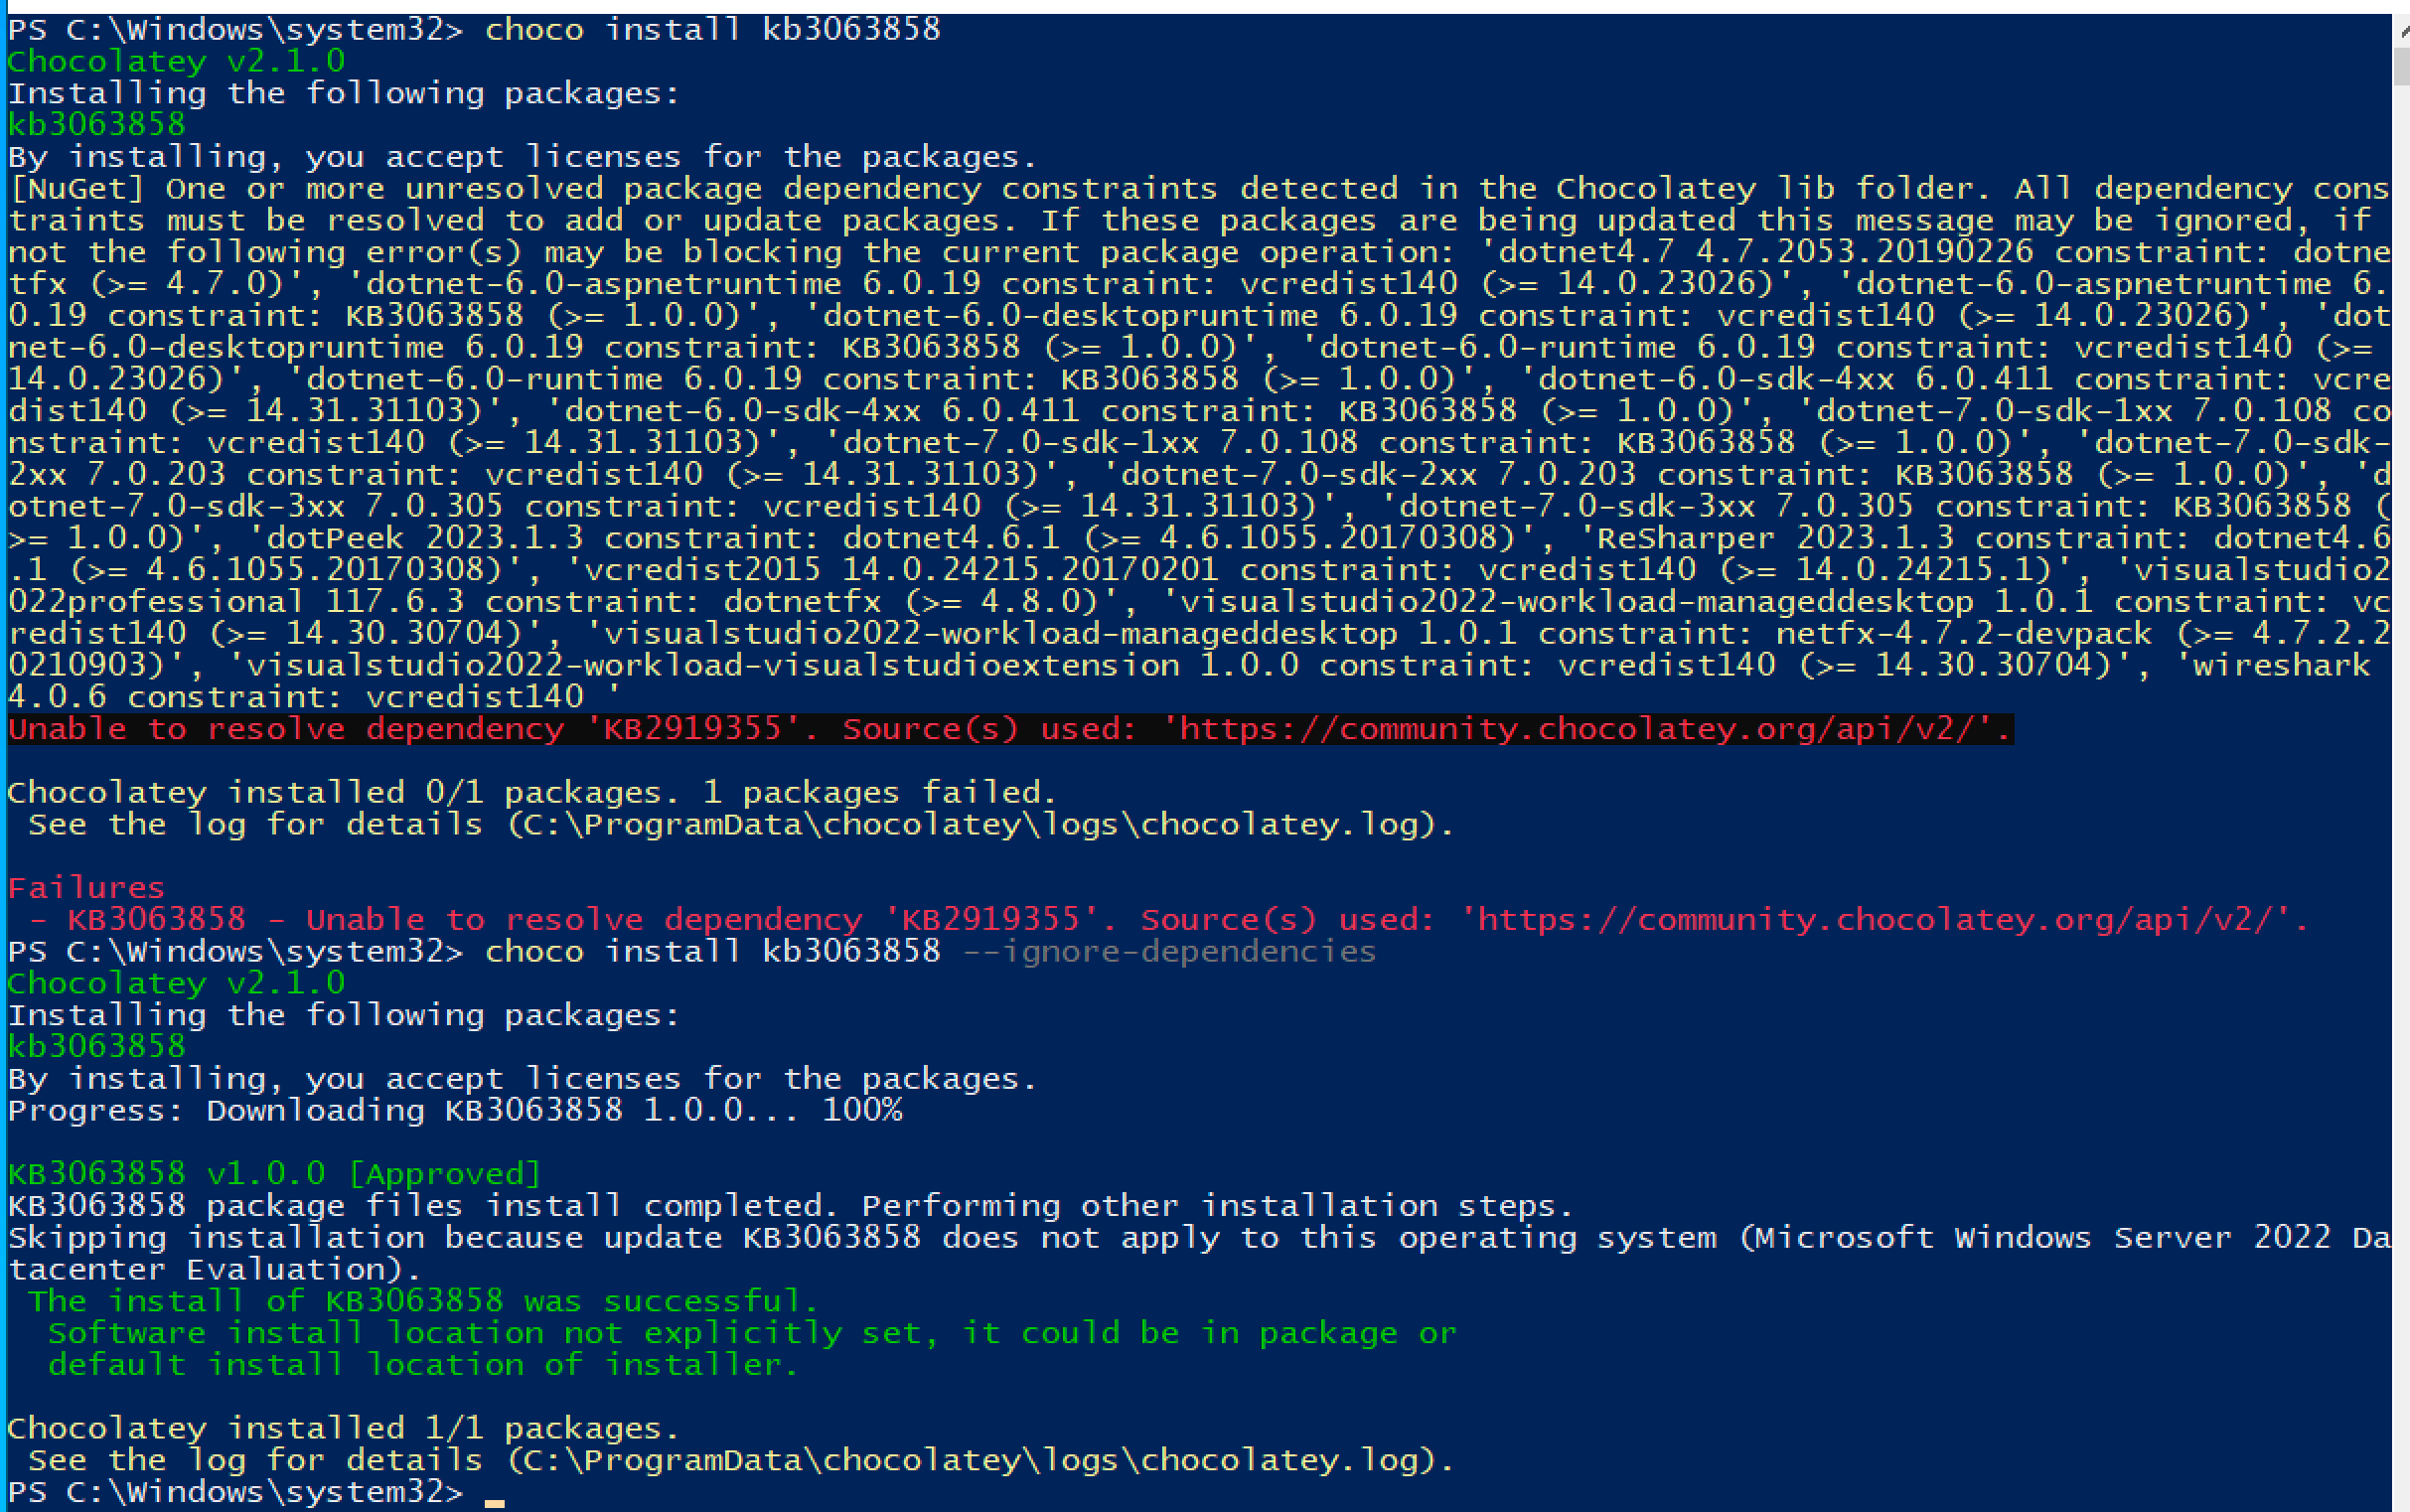 PS C:\Windows\system32> choco install kb3063858
Chocolatey v2.1.0
Installing the following packages:
kb3063858
By installing, you accept licenses for the packages.
[NuGet] One or more unresolved package dependency constraints detected in the Chocolatey lib folder. All dependency cons
traints must be resolved to add or update packages. If these packages are being updated this message may be ignored, if
not the following error(s) may be blocking the current package operation: 'dotnet4.7 4.7.2053.20190226 constraint: dotne
tfx (>= 4.7.0)', 'dotnet-6.0-aspnetruntime 6.0.19 constraint: vcredist140 (>= 14.0.23026)', 'dotnet-6.0-aspnetruntime 6.
0.19 constraint: KB3063858 (>= 1.0.0)', 'dotnet-6.0-desktopruntime 6.0.19 constraint: vcredist140 (>= 14.0.23026)', 'dot
net-6.0-desktopruntime 6.0.19 constraint: KB3063858 (>= 1.0.0)', 'dotnet-6.0-runtime 6.0.19 constraint: vcredist140 (>=
14.0.23026)', 'dotnet-6.0-runtime 6.0.19 constraint: KB3063858 (>= 1.0.0)', 'dotnet-6.0-sdk-4xx 6.0.411 constraint: vcre
dist140 (>= 14.31.31103)', 'dotnet-6.0-sdk-4xx 6.0.411 constraint: KB3063858 (>= 1.0.0)', 'dotnet-7.0-sdk-1xx 7.0.108 co
nstraint: vcredist140 (>= 14.31.31103)', 'dotnet-7.0-sdk-1xx 7.0.108 constraint: KB3063858 (>= 1.0.0)', 'dotnet-7.0-sdk-
2xx 7.0.203 constraint: vcredist140 (>= 14.31.31103)', 'dotnet-7.0-sdk-2xx 7.0.203 constraint: KB3063858 (>= 1.0.0)', 'd
otnet-7.0-sdk-3xx 7.0.305 constraint: vcredist140 (>= 14.31.31103)', 'dotnet-7.0-sdk-3xx 7.0.305 constraint: KB3063858 (
>= 1.0.0)', 'dotPeek 2023.1.3 constraint: dotnet4.6.1 (>= 4.6.1055.20170308)', 'ReSharper 2023.1.3 constraint: dotnet4.6
.1 (>= 4.6.1055.20170308)', 'vcredist2015 14.0.24215.20170201 constraint: vcredist140 (>= 14.0.24215.1)', 'visualstudio2
022professional 117.6.3 constraint: dotnetfx (>= 4.8.0)', 'visualstudio2022-workload-manageddesktop 1.0.1 constraint: vc
redist140 (>= 14.30.30704)', 'visualstudio2022-workload-manageddesktop 1.0.1 constraint: netfx-4.7.2-devpack (>= 4.7.2.2
0210903)', 'visualstudio2022-workload-visualstudioextension 1.0.0 constraint: vcredist140 (>= 14.30.30704)', 'wireshark
4.0.6 constraint: vcredist140 '
Unable to resolve dependency 'KB2919355'. Source(s) used: 'https://community.chocolatey.org/api/v2/'.
Chocolatey installed 0/1 packages. 1 packages failed.
See the log for details (C:\ProgramData\chocolatey\logs\chocolatey.log).
Failures
- KB3063858 - Unable to resolve dependency 'KB2919355'. Source(s) used: 'https://community.chocolatey.org/api/v2/'.
PS C:\Windows\system32> choco install kb3063858 --ignore-dependencies
Chocolatey v2.1.0
Installing the following packages:
kb3063858
By installing, you accept licenses for the packages.
Progress: Downloading KB3063858 1.0.0... 100%
KB3063858 v1.0.0 [Approved]
KB3063858 package files install completed. Performing other installation steps.
Skipping installation because update KB3063858 does not apply to this operating system (Microsoft Windows Server 2022 Da
tacenter Evaluation).
The install of KB3063858 was successful.
Software install location not explicitly set, it could be in package or
default install location of installer.
Chocolatey installed 1/1 packages.
See the log for details (C:\ProgramData\chocolatey\logs\chocolatey.log).
PS C:\Windows\system32>